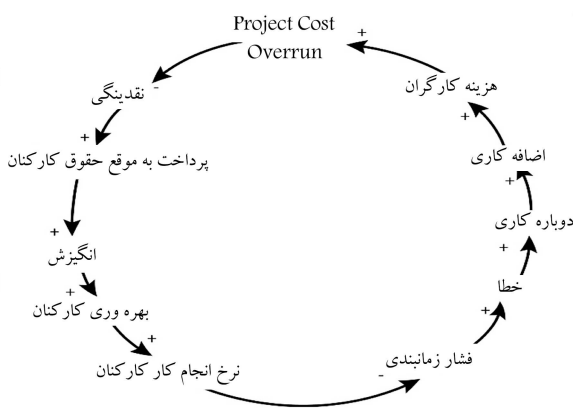 Project Cost
Overrun
+
هزینه کارگران
+
اضافه کاری
+
دوباره کاری
+
خطا
+
فشار زمانبندی
-
نرخ انجام کار کارکنان
+
بهره وری کارکنان
+
انگیزش
+
پرداخت به موقع حقوق کارکنان
+
نقدینگی
-